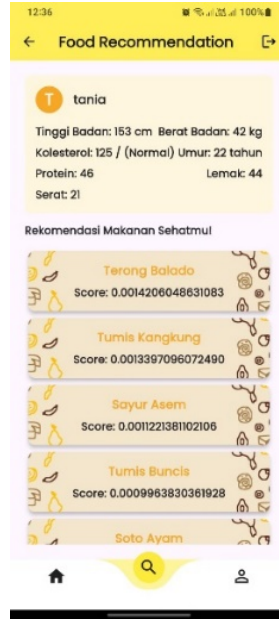 12:36
100%
Food Recommendation
T
tania
Tinggi Badan: 153 cm Berat Badan: 42 kg
Kolesterol: 125 / (Normal) Umur: 22 tahun
Protein: 46 Lemak: 44
Serat: 21
Rekomendasi Makanan Sehatmu!
Terong Balado
Score: 0.0014206048631083
Tumis Kangkung
Score: 0.0013397096072490
Sayur Asem
Score: 0.0011221381102106
Tumis Buncis
Score: 0.0009963830361928
Soto Ayam